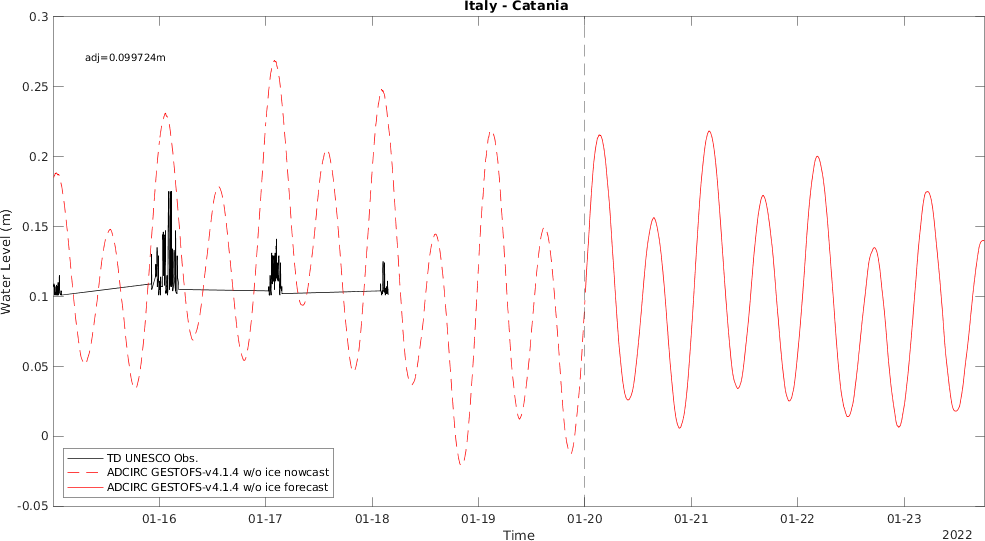 Italy - Catania
adj=0.099724m
0.3
0.25
0.2
0.15
0.1
0.05
0
-0.05
Water Level (m)
TD UNESCO Obs.
ADCIRC GESTOFS-v4.1.4 w/o ice nowcast
ADCIRC GESTOFS-v4.1.4 w/o ice forecast
01-16 01-17 01-18 01-19 01-20 01-21 01-22 01-23
Time
2022